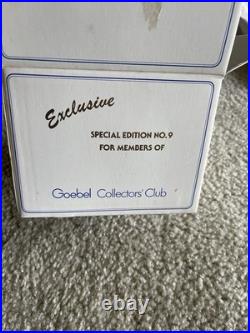 Exclusive
SPECIAL EDITION NO. 9
FOR MEMBERS OF
Goebel Collectors' Club